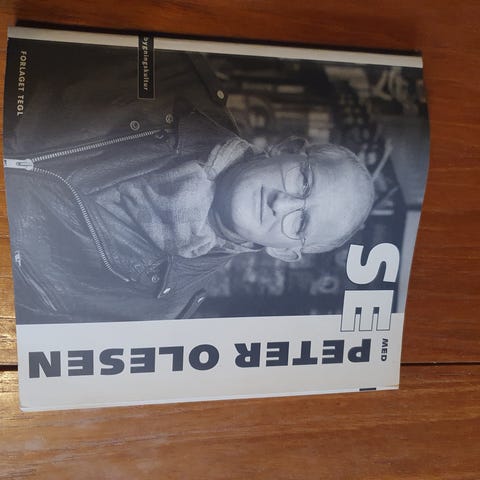 SE
MED
PETER OLESEN
bygningskultur
FORLAGET TEGL